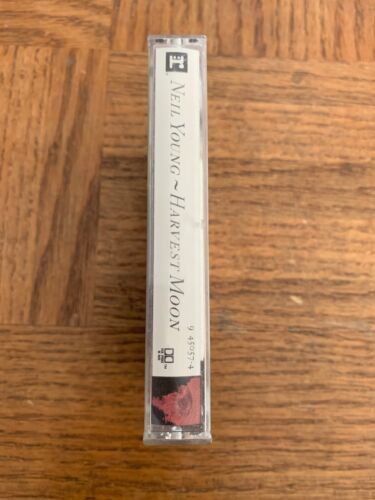 NEIL YOUNG ~ HARVEST MOON
9 45057-4